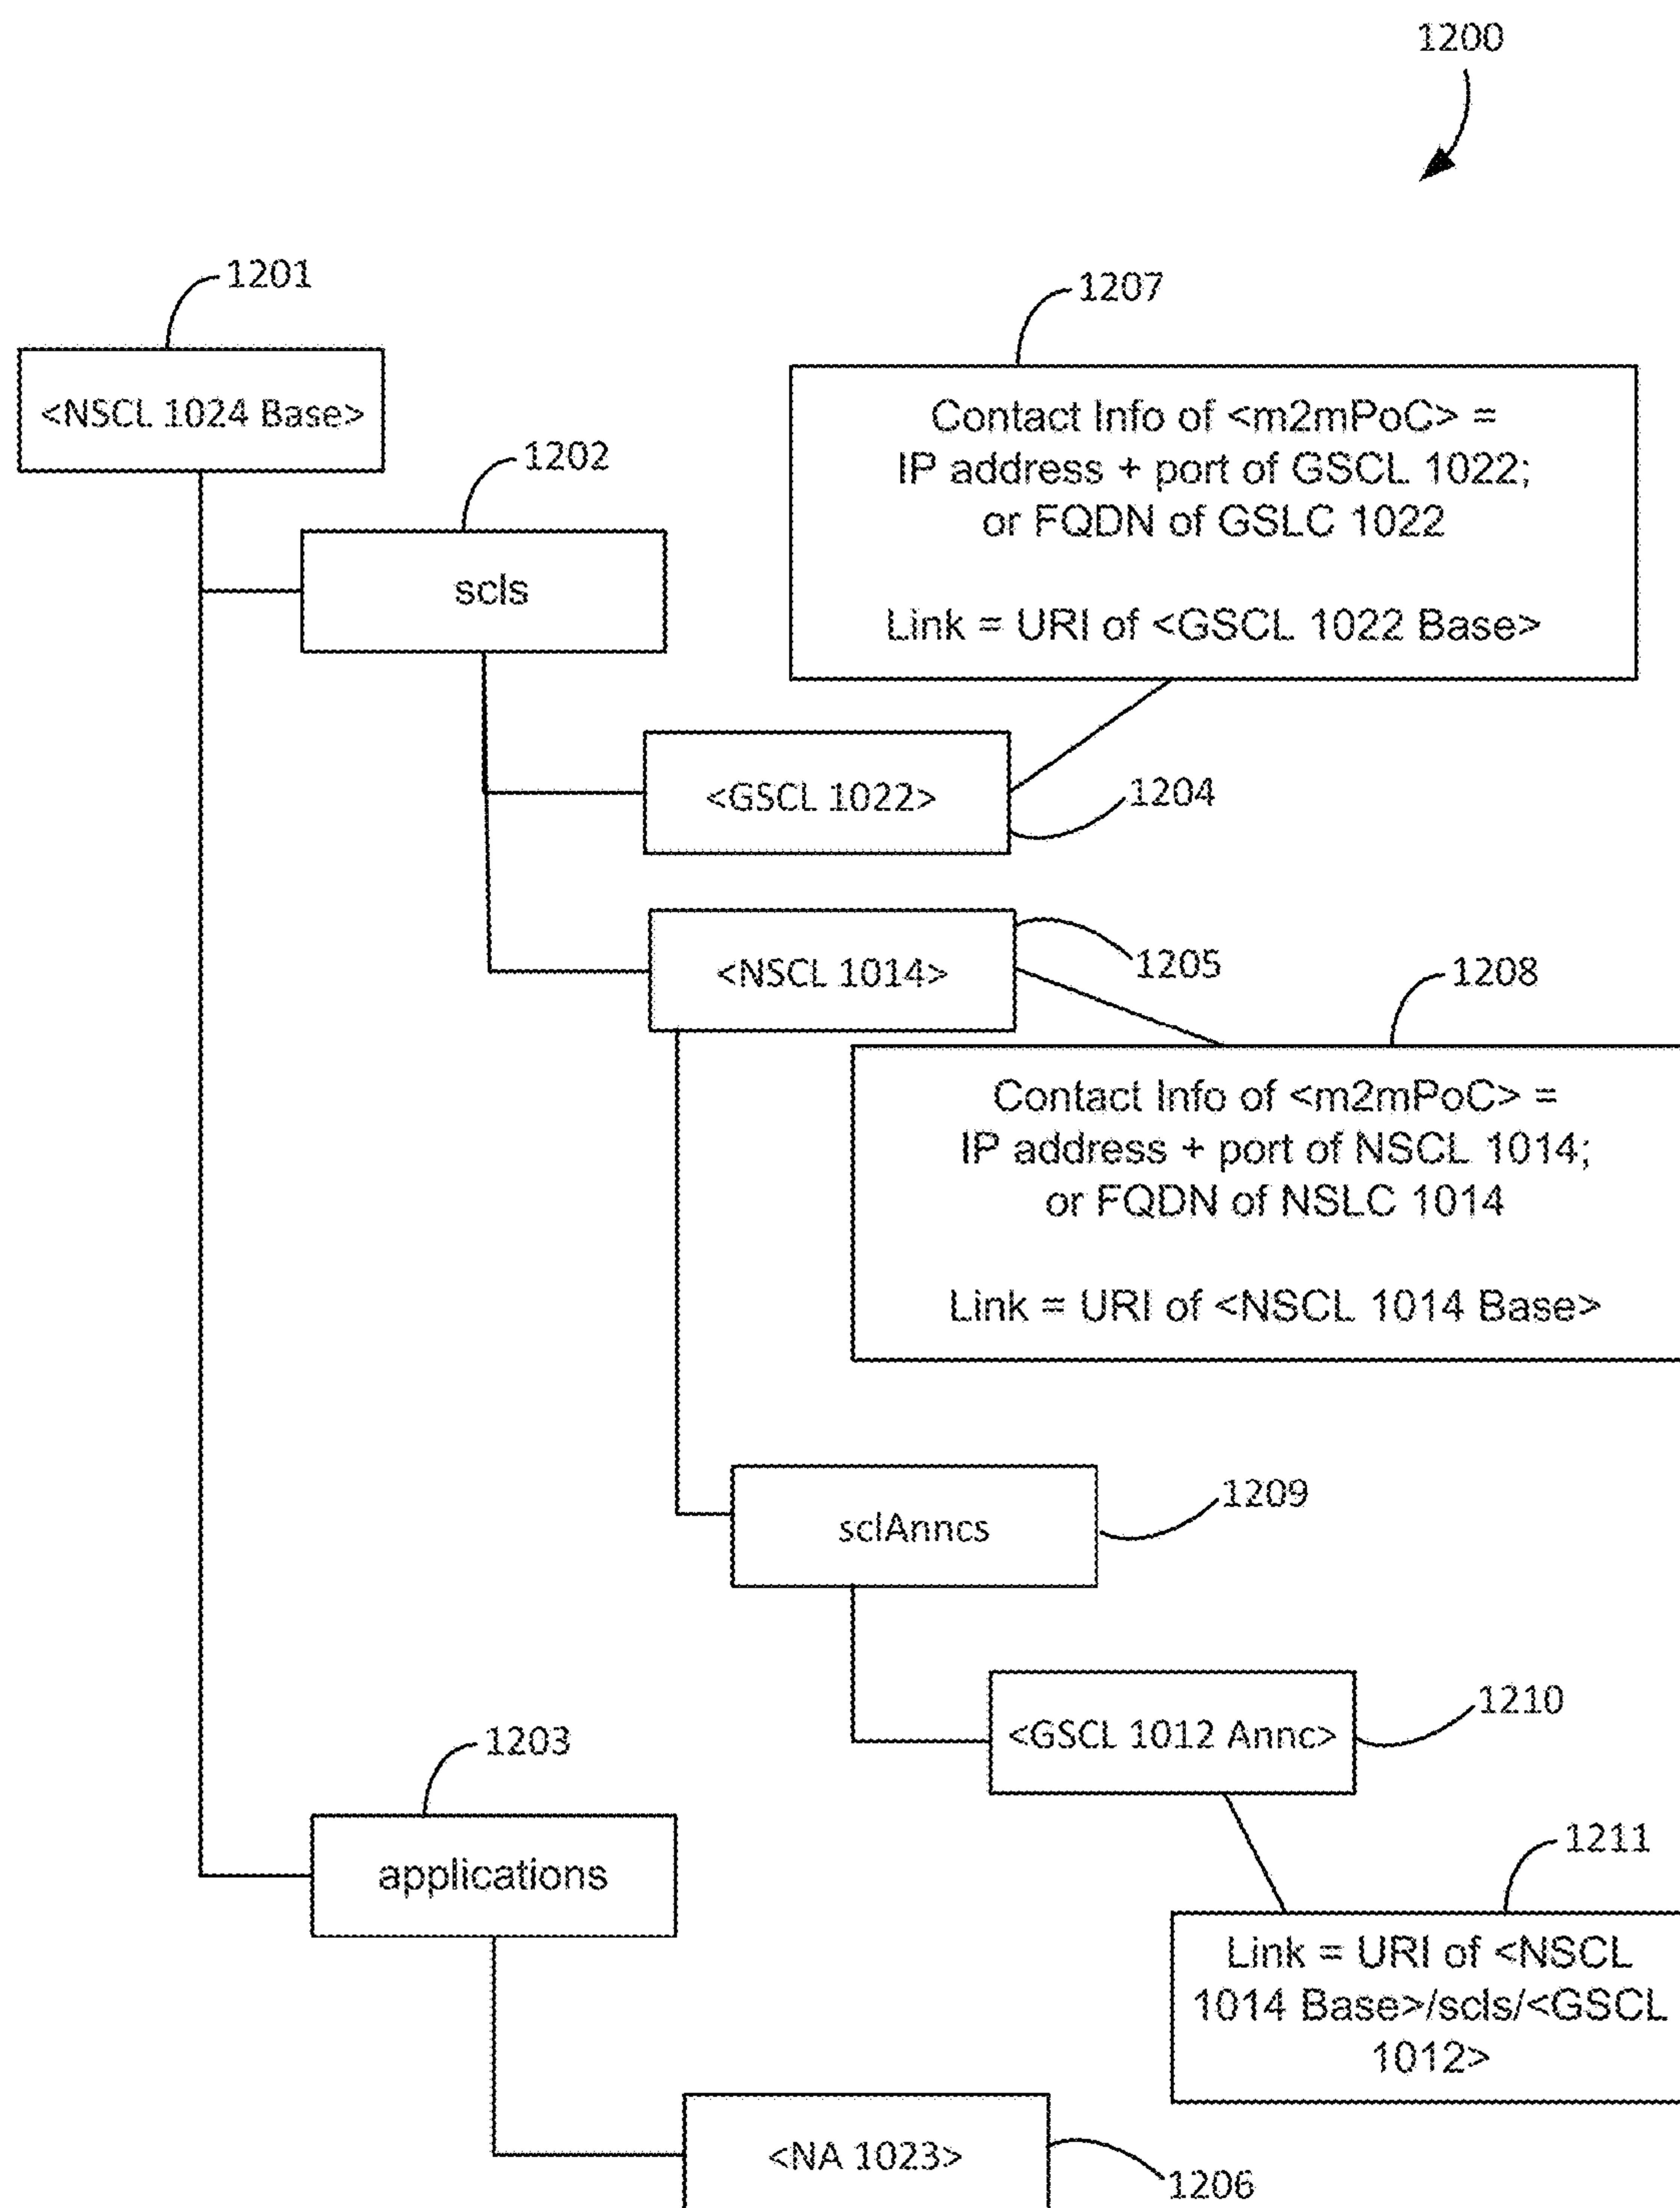 1200
1201
<NSCL 1024 Base>
1202
scls
1207
Contact Info of <m2mPoC> =
IP address + port of GSCL 1022;
or FQDN of GSLC 1022
Link = URI of <GSCL 1022 Base>
<GSCL 1022>
1204
<NSCL 1014>
1205
1208
Contact Info of <m2mPoC> =
IP address + port of NSCL 1014;
or FQDN of NSLC 1014
Link = URI of <NSCL 1014 Base>
sclAnncs
1209
<GSCL 1012 Annc>
1210
1203
applications
1211
Link = URI of <NSCL
1014 Base>/scls/<GSCL
1012>
<NA 1023>
1206